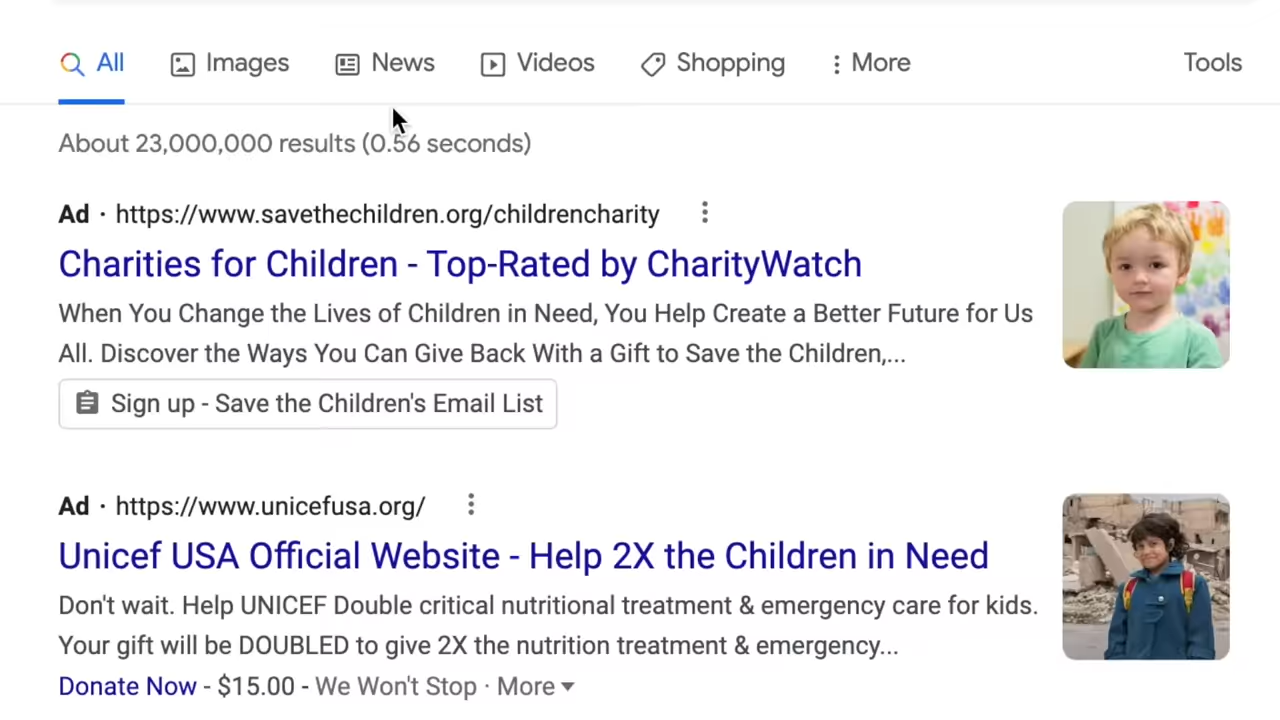 All Images News Videos Shopping More Tools
About 23,000,000 results (0.56 seconds)
Ad · https://www.savethechildren.org/childrencharity
Charities for Children - Top-Rated by CharityWatch
When You Change the Lives of Children in Need, You Help Create a Better Future for Us
All. Discover the Ways You Can Give Back With a Gift to Save the Children,...
Sign up - Save the Children's Email List
Ad · https://www.unicefusa.org/
Unicef USA Official Website - Help 2X the Children in Need
Don't wait. Help UNICEF Double critical nutritional treatment & emergency care for kids.
Your gift will be DOUBLED to give 2X the nutrition treatment & emergency...
Donate Now - $15.00 - We Won't Stop · More